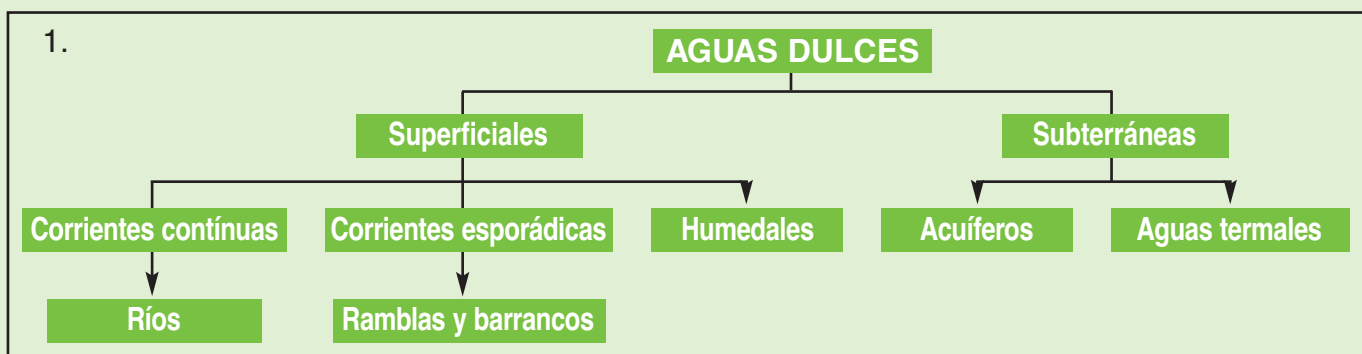 1.
AGUAS DULCES
Superficiales
Subterráneas
Corrientes contínuas
Corrientes esporádicas
Humedales
Acuíferos
Aguas termales
Ríos
Ramblas y barrancos